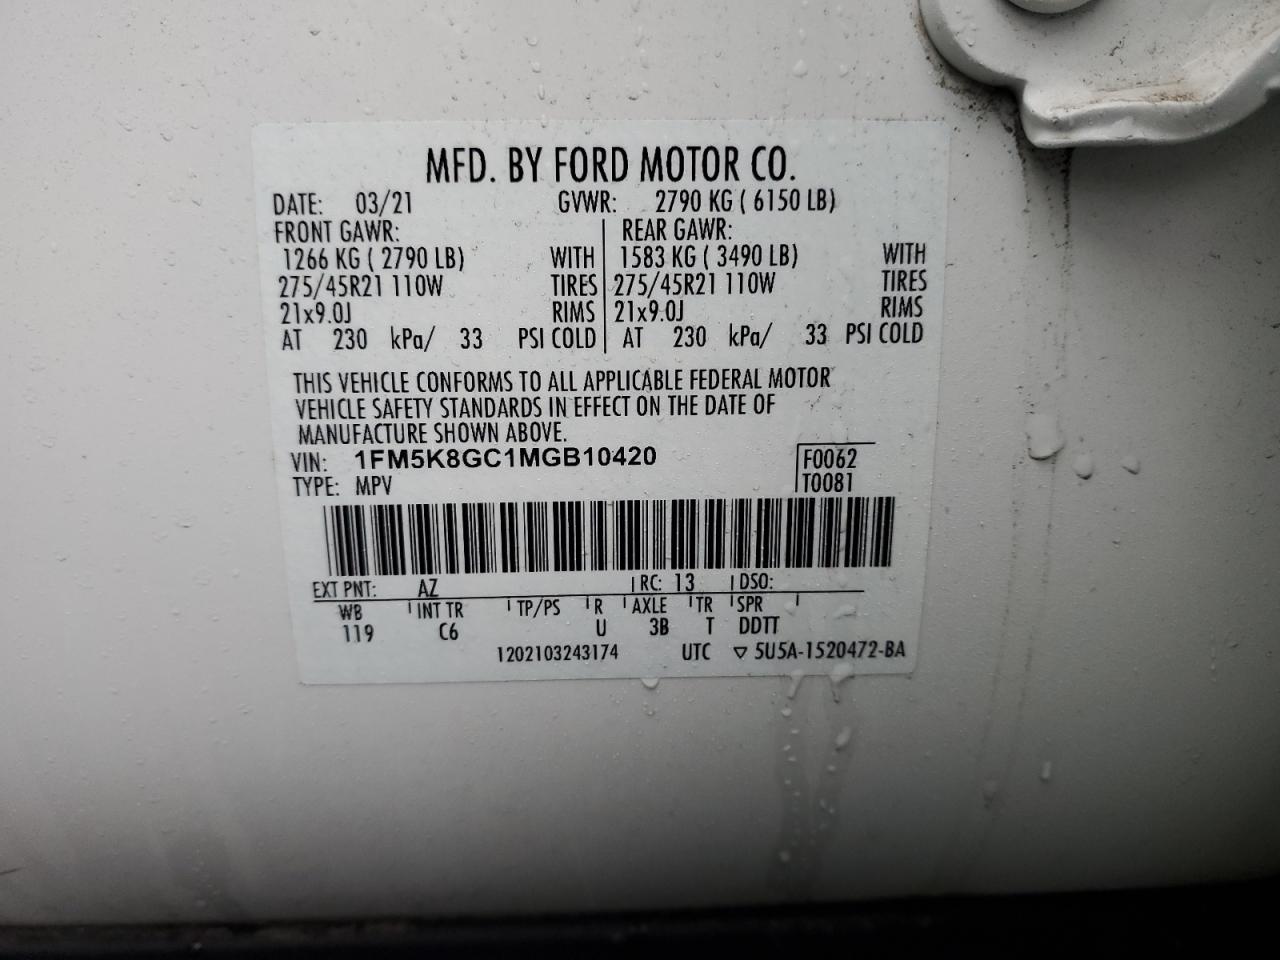 MFD. BY FORD MOTOR CO.
DATE: 03/21 GVWR: 2790 KG ( 6150 LB)
FRONT GAWR: REAR GAWR:
1266 KG ( 2790 LB) WITH 1583 KG ( 3490 LB) WITH
275/45R21 110W TIRES 275/45R21 110W TIRES
21x9.0J RIMS 21x9.0J RIMS
AT 230 kPa/ 33 PSI COLD AT 230 kPa/ 33 PSI COLD
THIS VEHICLE CONFORMS TO ALL APPLICABLE FEDERAL MOTOR
VEHICLE SAFETY STANDARDS IN EFFECT ON THE DATE OF
MANUFACTURE SHOWN ABOVE.
VIN: 1FM5K8GC1MGB10420 F0062
TYPE: MPV T0081
EXT PNT: AZ RC: 13 DSO:
WB INT TR TP/PS R AXLE TR SPR
119 C6 U 3B T DDTT
1202103243174 UTC ▽ 5U5A-1520472-BA